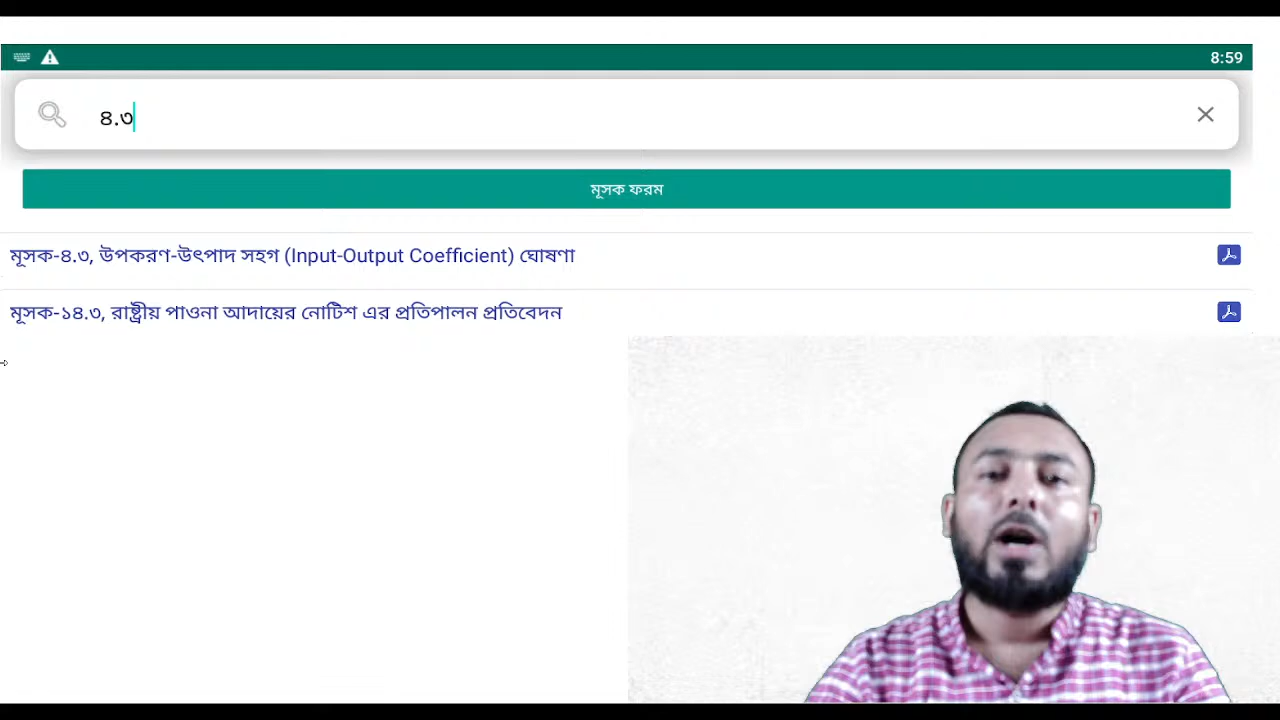 8:59
৪.৩
মূসক ফরম
মূসক-৪.৩, উপকরণ-উৎপাদ সহগ (Input-Output Coefficient) ঘোষণা
মূসক-১৪.৩, রাষ্ট্রীয় পাওনা আদায়ের নোটিশ এর প্রতিপালন প্রতিবেদন